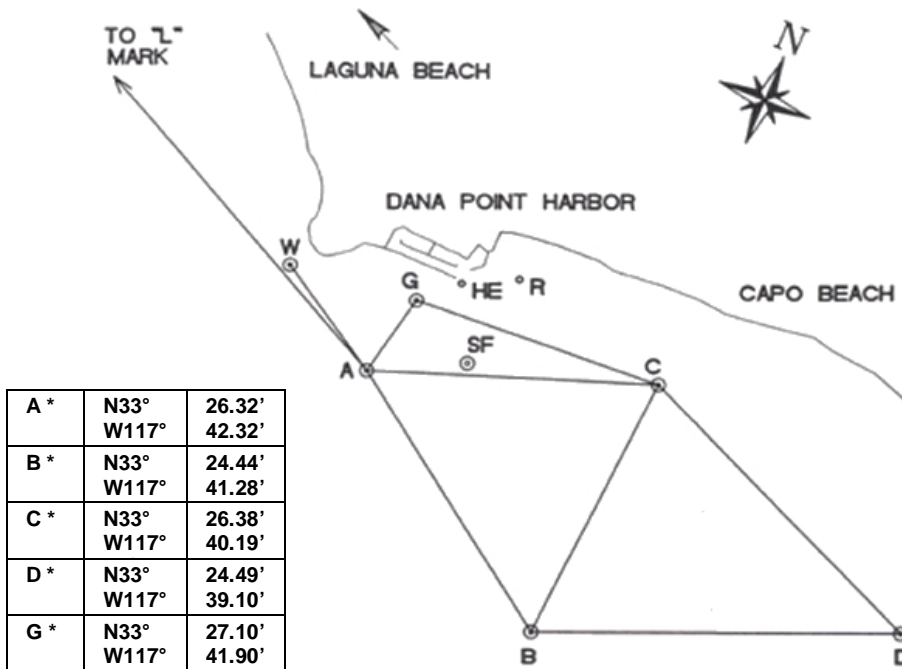 TO "L"
MARK
LAGUNA BEACH
N
DANA POINT HARBOR
W
G
HE
R
CAPO BEACH
SF
A
C
A * N33° 26.32’
W117° 42.32’
B * N33° 24.44’
W117° 41.28’
C * N33° 26.38’
W117° 40.19’
D * N33° 24.49’
W117° 39.10’
G * N33° 27.10’
W117° 41.90’
B
D